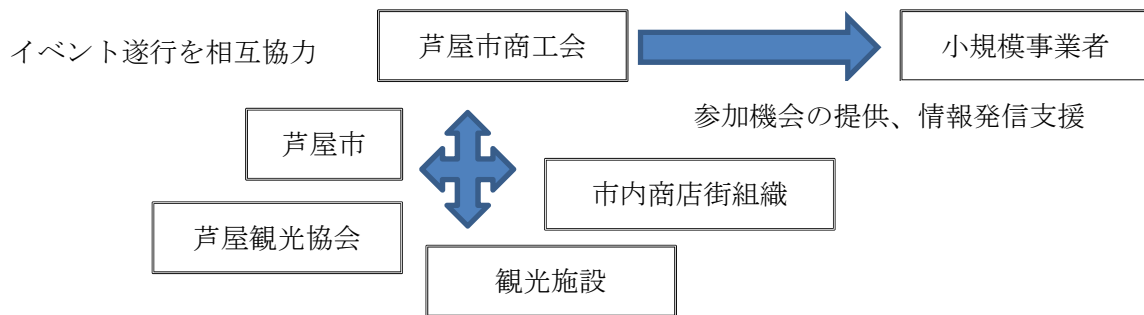 イベント遂行を相互協力
芦屋市商工会
小規模事業者
参加機会の提供、情報発信支援
芦屋市
市内商店街組織
芦屋観光協会
観光施設